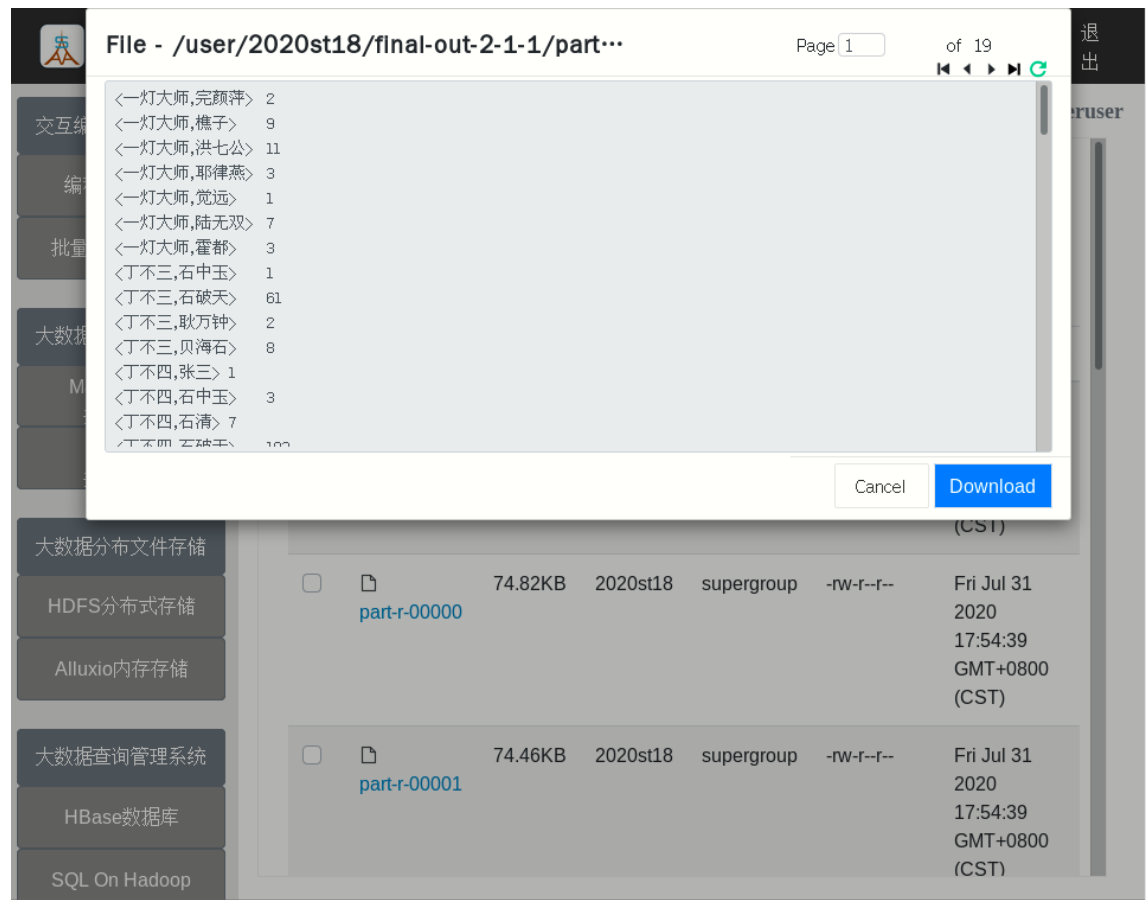 File - /user/2020st18/final-out-2-1-1/part…
Page 1 of 19
退出
<一灯大师,完颜萍> 2
<一灯大师,樵子> 9
<一灯大师,洪七公> 11
<一灯大师,耶律燕> 3
<一灯大师,觉远> 1
<一灯大师,陆无双> 7
<一灯大师,霍都> 3
<丁不三,石中玉> 1
<丁不三,石破天> 61
<丁不三,耿万钟> 2
<丁不三,贝海石> 8
<丁不四,张三> 1
<丁不四,石中玉> 3
<丁不四,石清> 7
<丁不四,石破天>
Cancel
Download
eruser
交互编
编
批量
大数据
M
(CST)
大数据分布文件存储
HDFS分布式存储
Alluxio内存存储
大数据查询管理系统
HBase数据库
SQL On Hadoop
part-r-00000 74.82KB 2020st18 supergroup -rw-r--r-- Fri Jul 31
2020
17:54:39
GMT+0800
(CST)
part-r-00001 74.46KB 2020st18 supergroup -rw-r--r-- Fri Jul 31
2020
17:54:39
GMT+0800
(CST)